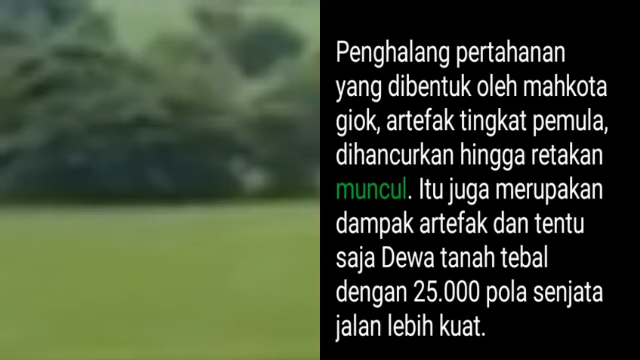 Penghalang pertahanan
yang dibentuk oleh mahkota
giok, artefak tingkat pemula,
dihancurkan hingga retakan
muncul. Itu juga merupakan
dampak artefak dan tentu
saja Dewa tanah tebal
dengan 25.000 pola senjata
jalan lebih kuat.